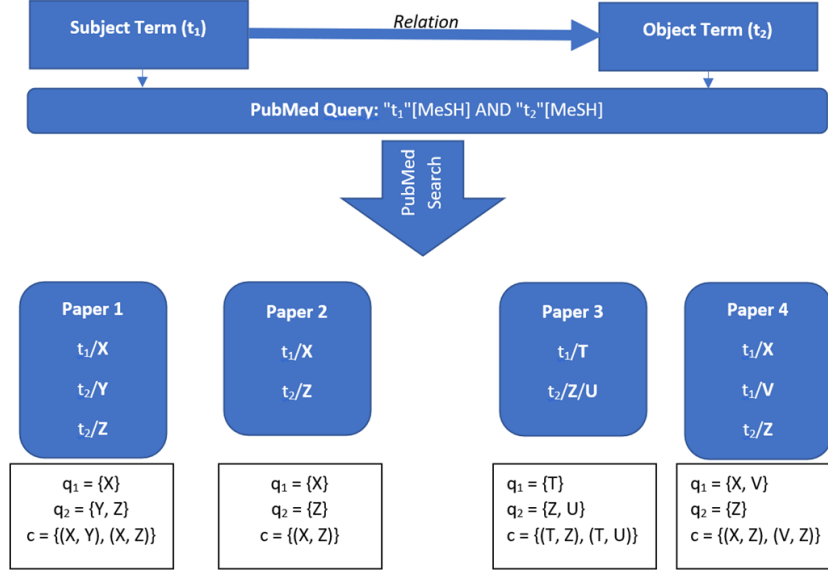 Subject Term (t₁)
Relation
Object Term (t₂)
PubMed Query: "t₁"[MeSH] AND "t₂"[MeSH]
PubMed
Search
Paper 1
t₁/X
t₂/Y
t₂/Z
q₁ = {X}
q₂ = {Y, Z}
c = {(X, Y), (X, Z)}
Paper 2
t₁/X
t₂/Z
q₁ = {X}
q₂ = {Z}
c = {(X, Z)}
Paper 3
t₁/T
t₂/Z/U
q₁ = {T}
q₂ = {Z, U}
c = {(T, Z), (T, U)}
Paper 4
t₁/X
t₁/V
t₂/Z
q₁ = {X, V}
q₂ = {Z}
c = {(X, Z), (V, Z)}